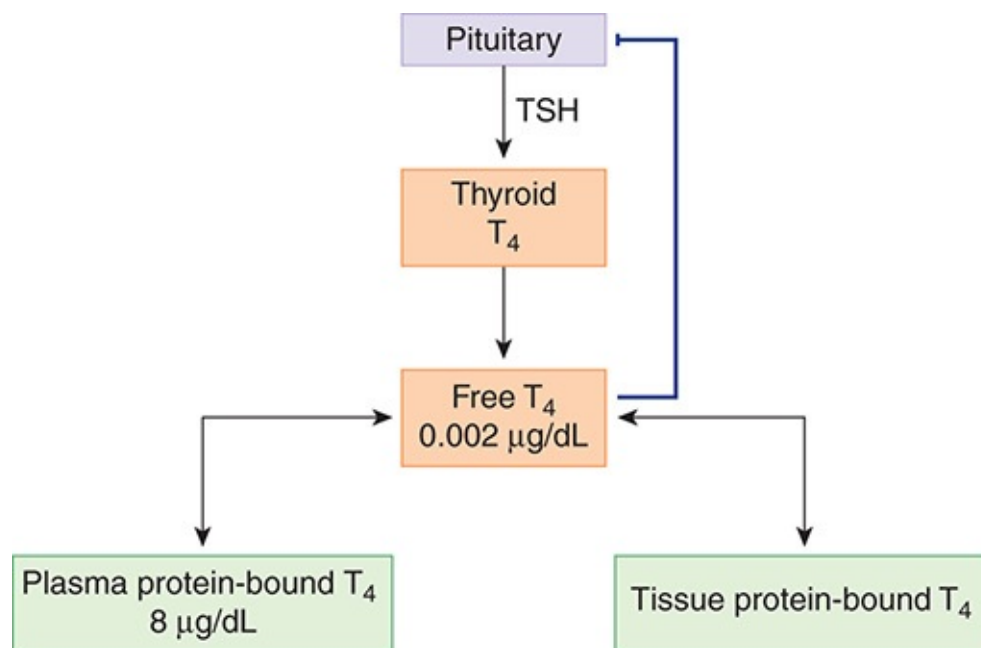 Pituitary
TSH
Thyroid
T₄
Free T₄
0.002 μg/dL
Plasma protein-bound T₄
8 μg/dL
Tissue protein-bound T₄